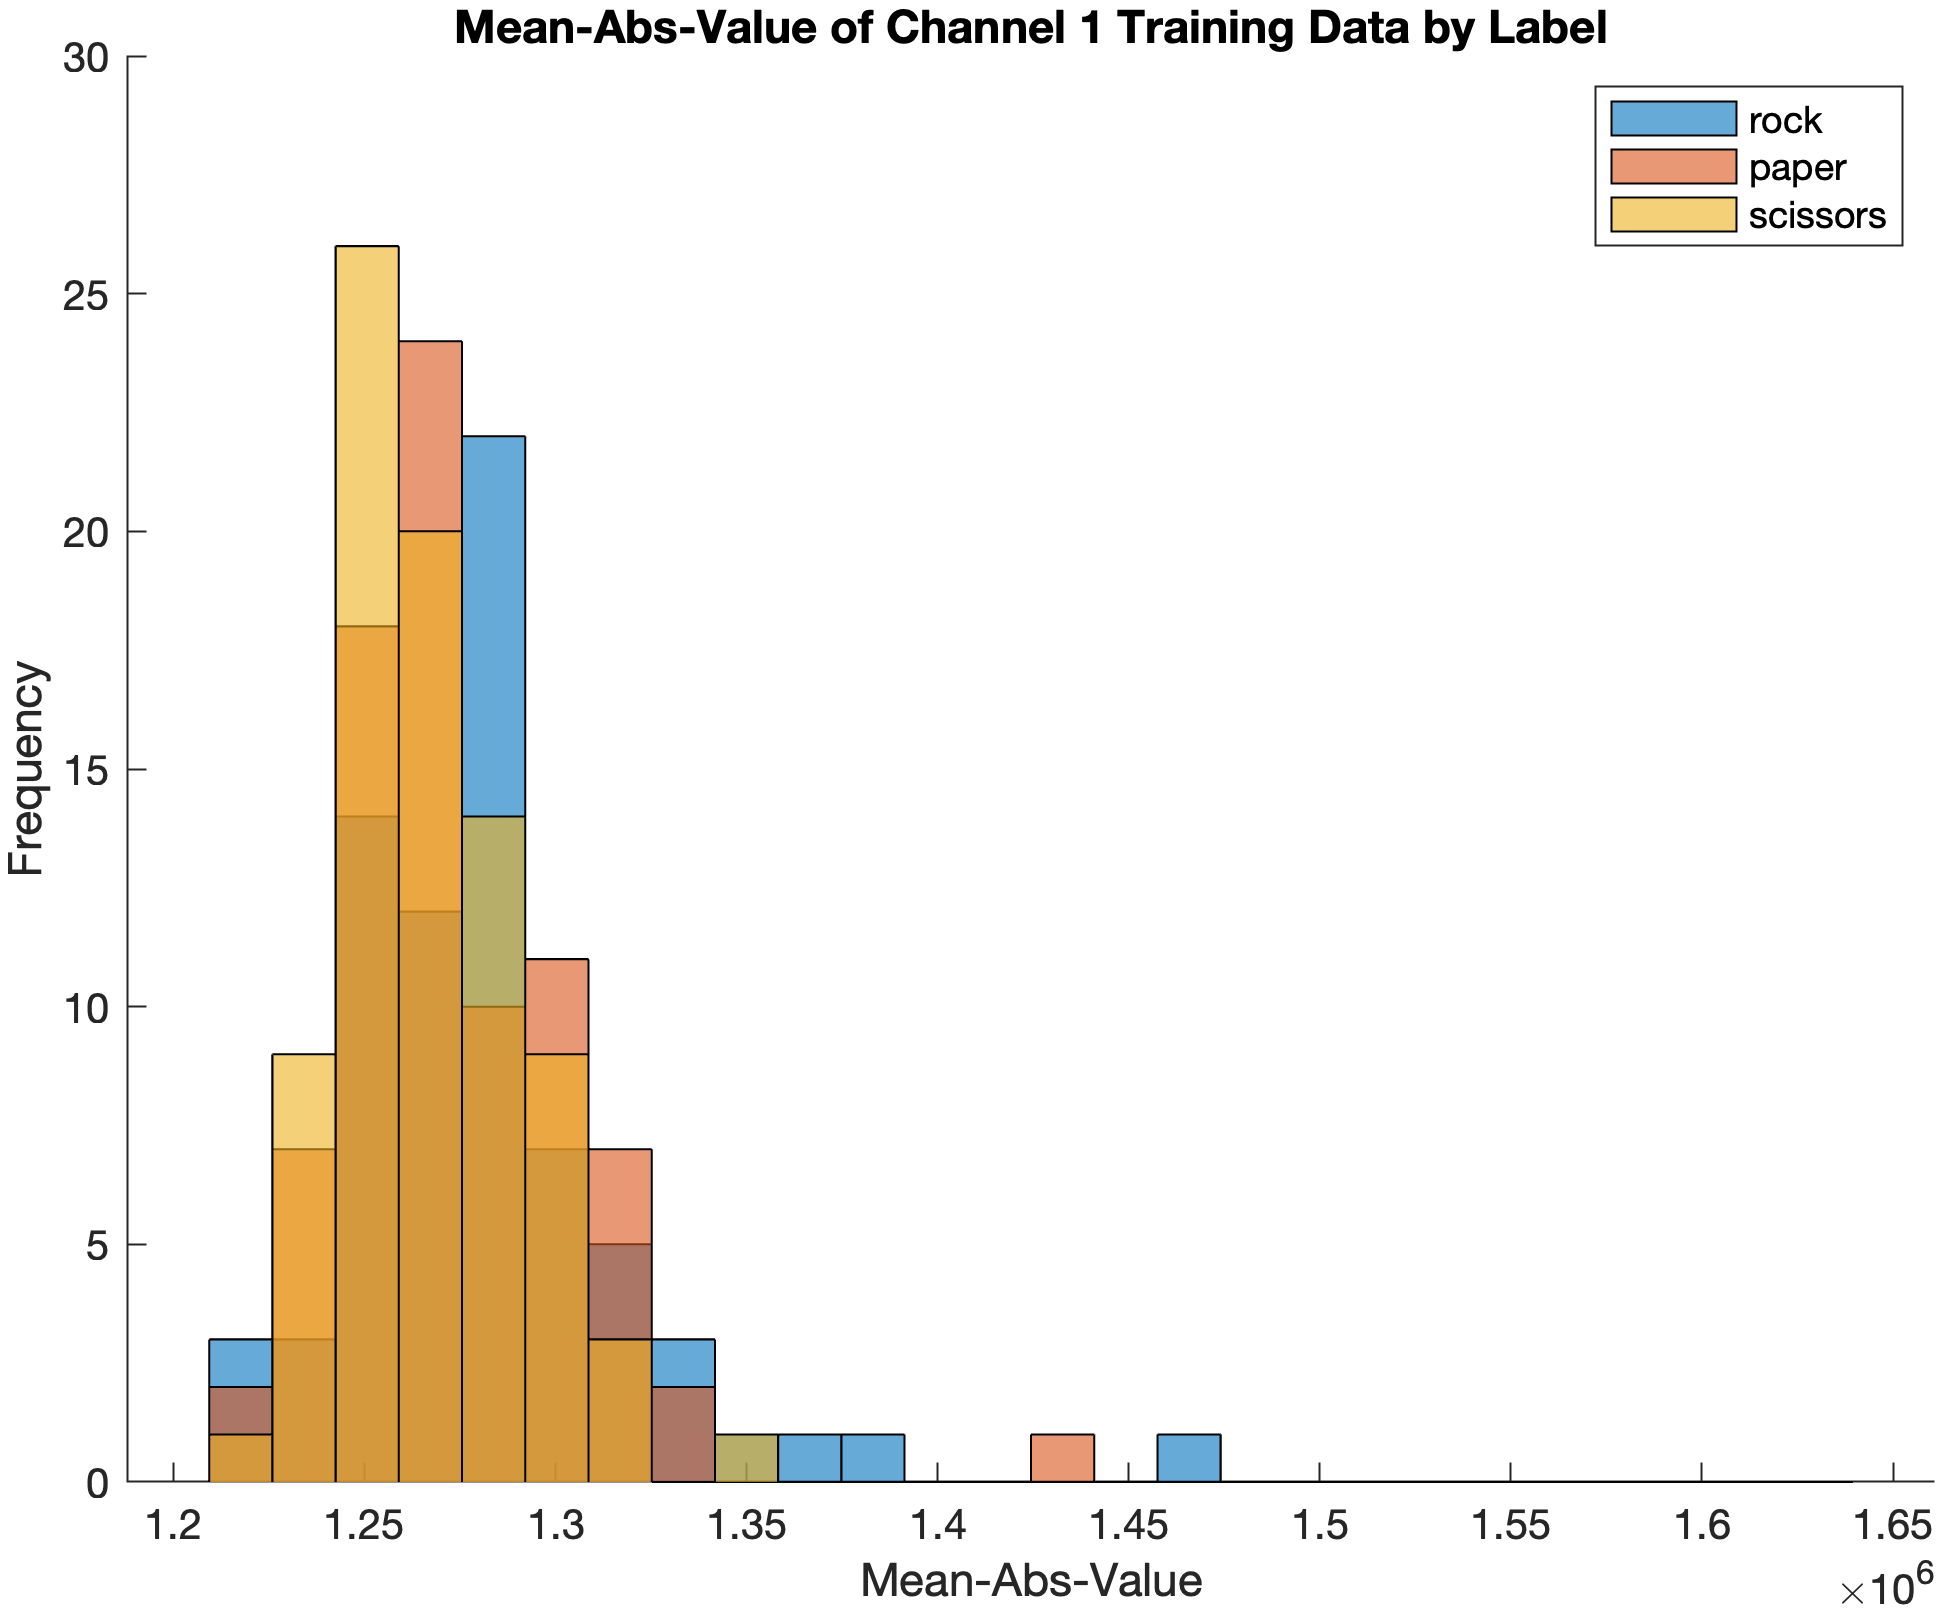 Mean-Abs-Value of Channel 1 Training Data by Label
30
25
20
15
10
5
0
Frequency
rock
paper
scissors
1.2 1.25 1.3 1.35 1.4 1.45 1.5 1.55 1.6 1.65
Mean-Abs-Value
×10⁶